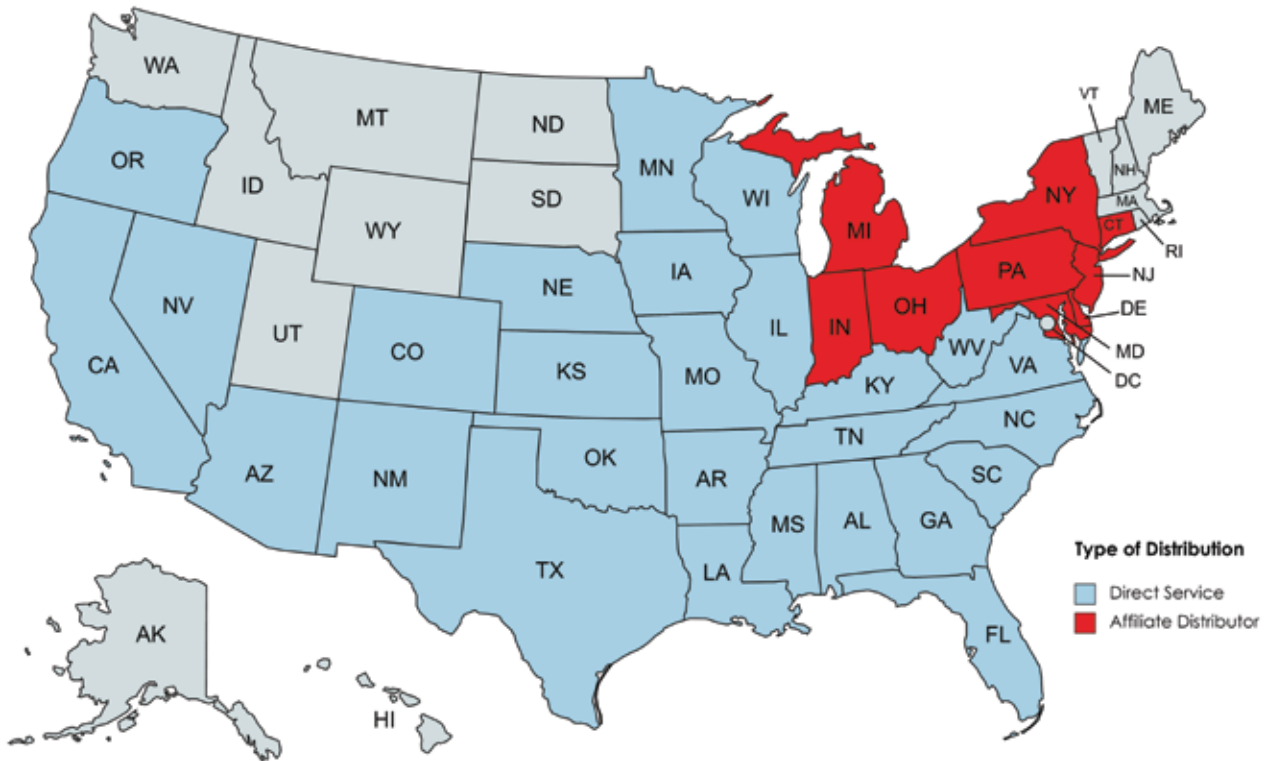 WA
MT
ND
MN
VT
ME
OR
ID
SD
WI
NH
WY
MI
NY
MA
CT
RI
NV
UT
NE
IA
PA
NJ
CA
CO
KS
MO
IL
IN
OH
WV
VA
DE
MD
DC
KY
AZ
NM
OK
AR
TN
NC
SC
TX
LA
MS
AL
GA
FL
AK
HI
Type of Distribution
Direct Service
Affiliate Distributor